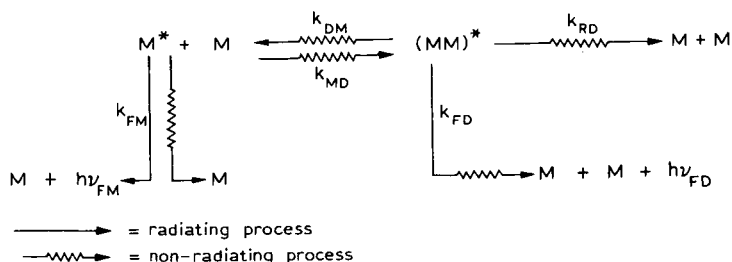 k_DM
M* + M (MM)* k_RD M + M
k_MD
k_FM k_FD
M + hν_FM M M + M + hν_FD
= radiating process
= non-radiating process